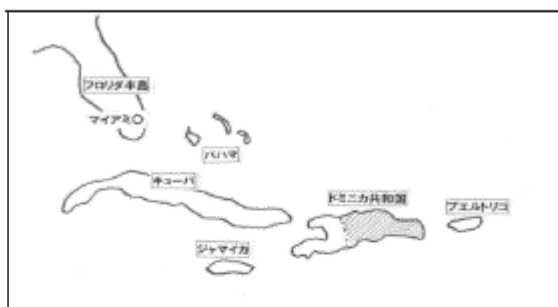 フロリダ半島
マイアミ
バハマ
キューバ
ドミニカ共和国
プエルトリコ
ジャマイカ